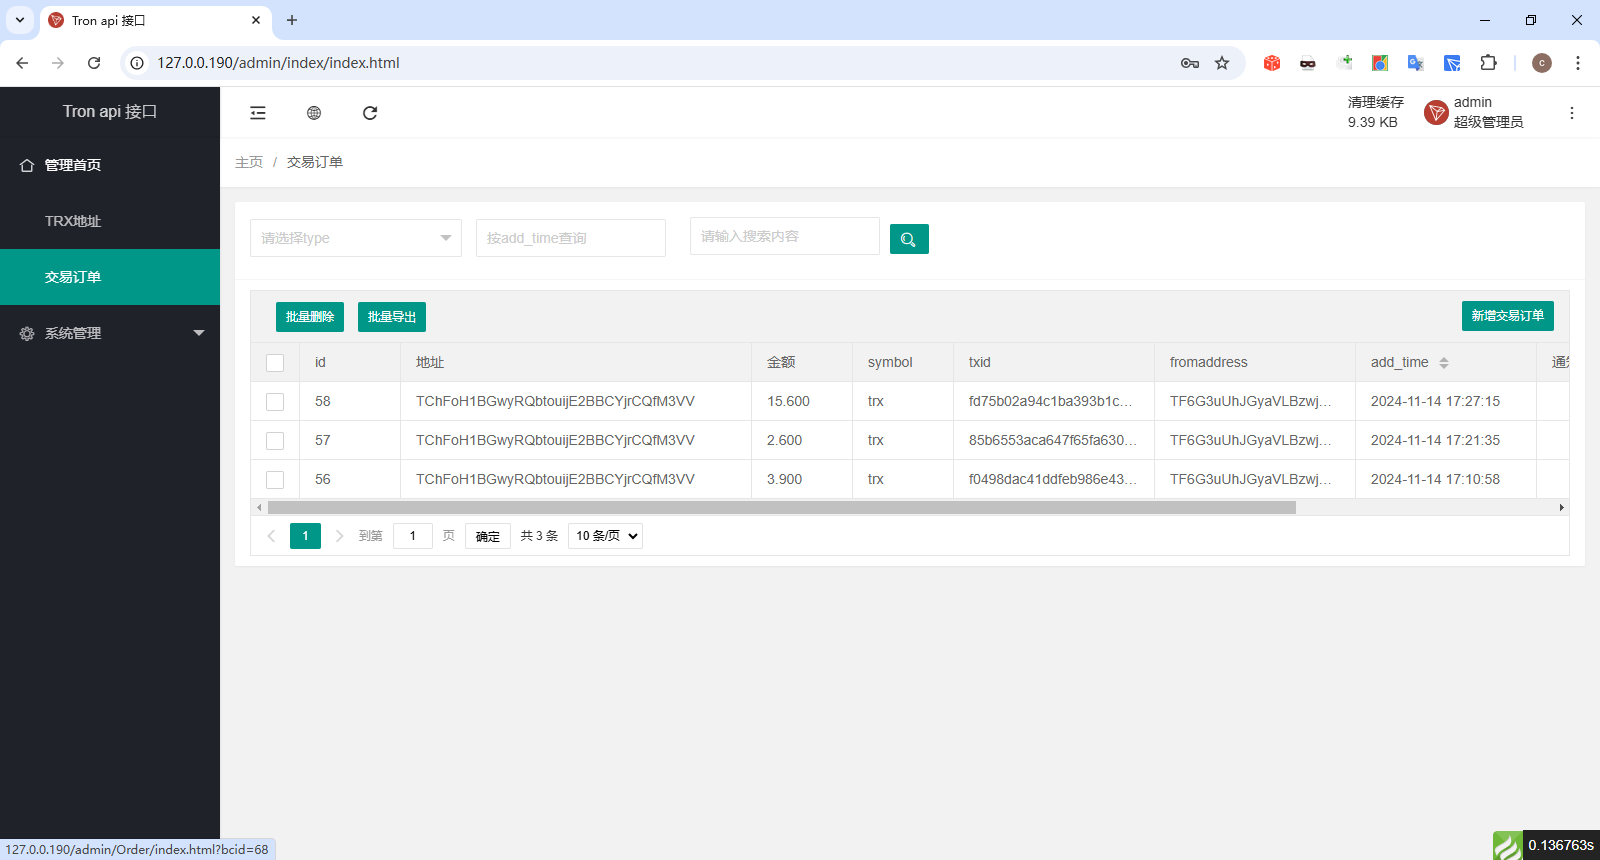 Tron api 接口
127.0.0.190/admin/index/index.html
C
Tron api 接口
管理首页
TRX地址
交易订单
系统管理
清理缓存
9.39 KB
admin
超级管理员
主页 / 交易订单
请选择type 按add_time查询 请输入搜索内容
批量删除 批量导出 新增交易订单
id 地址 金额 symbol txid fromaddress add_time
58 TChFoH1BGwyRQbtouijE2BBCYjrCQfM3VV 15.600 trx fd75b02a94c1ba393b1c... TF6G3uUhJGyaVLBzwj... 2024-11-14 17:27:15
57 TChFoH1BGwyRQbtouijE2BBCYjrCQfM3VV 2.600 trx 85b6553aca647f65fa630... TF6G3uUhJGyaVLBzwj... 2024-11-14 17:21:35
56 TChFoH1BGwyRQbtouijE2BBCYjrCQfM3VV 3.900 trx f0498dac41ddfeb986e43... TF6G3uUhJGyaVLBzwj... 2024-11-14 17:10:58
1 到第 1 页 确定 共 3 条 10 条/页
127.0.0.190/admin/Order/index.html?bcid=68
0.136763s